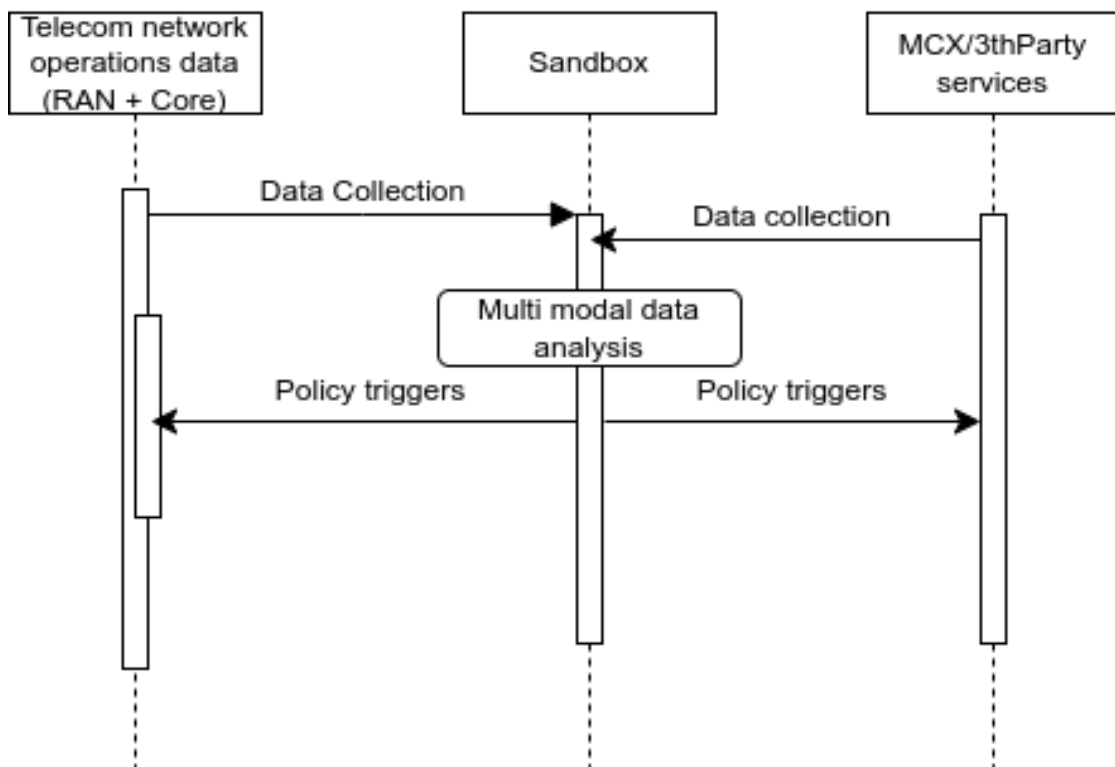 Telecom network
operations data
(RAN + Core)
Sandbox
MCX/3thParty
services
Data Collection
Data collection
Multi modal data
analysis
Policy triggers
Policy triggers